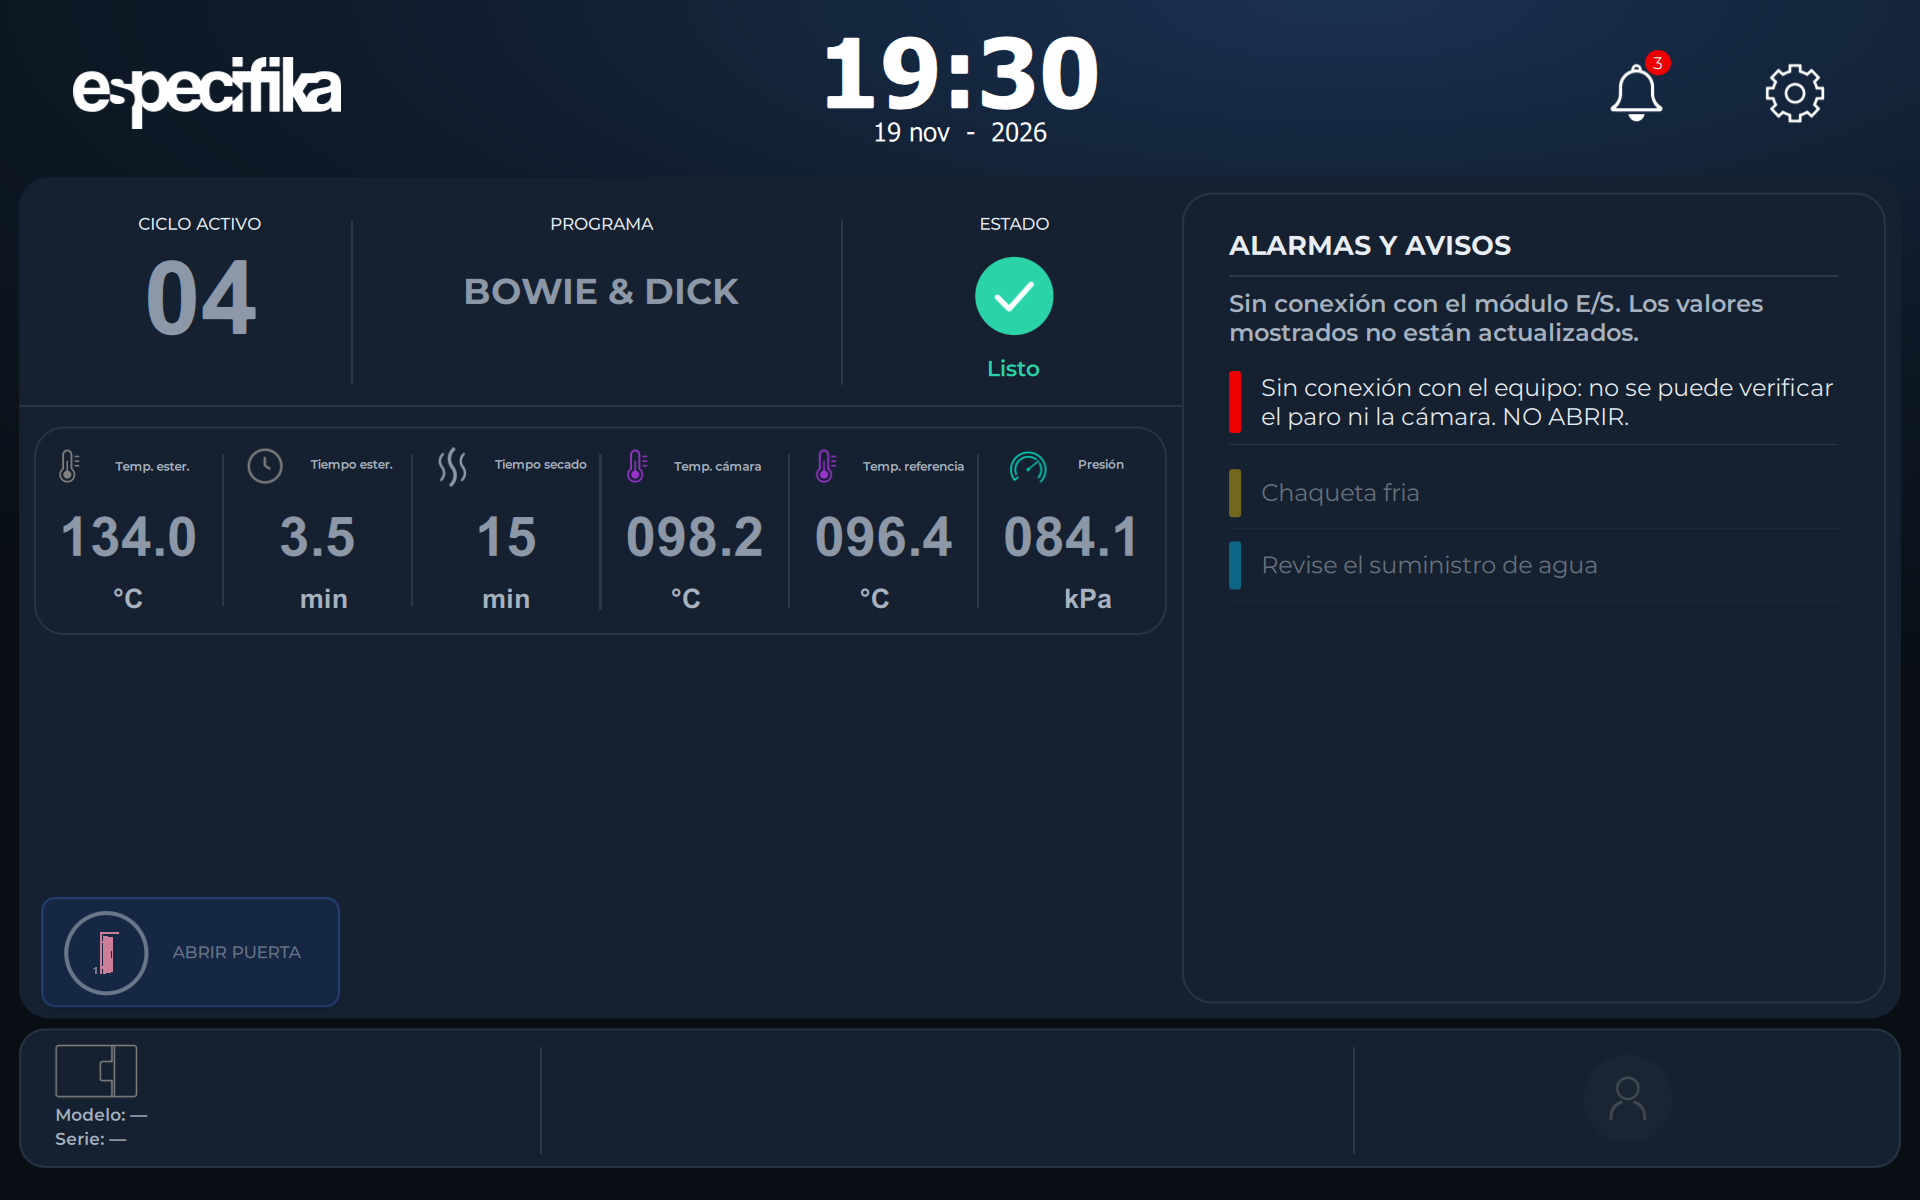 especifika
19:30
19 nov - 2026
3
CICLO ACTIVO
04
PROGRAMA
BOWIE & DICK
ESTADO
Listo
Temp. ester.
134.0
°C
Tiempo ester.
3.5
min
Tiempo secado
15
min
Temp. cámara
098.2
°C
Temp. referencia
096.4
°C
Presión
084.1
kPa
ALARMAS Y AVISOS
Sin conexión con el módulo E/S. Los valores
mostrados no están actualizados.
Sin conexión con el equipo: no se puede verificar
el paro ni la cámara. NO ABRIR.
Chaqueta fria
Revise el suministro de agua
ABRIR PUERTA
Modelo: —
Serie: —